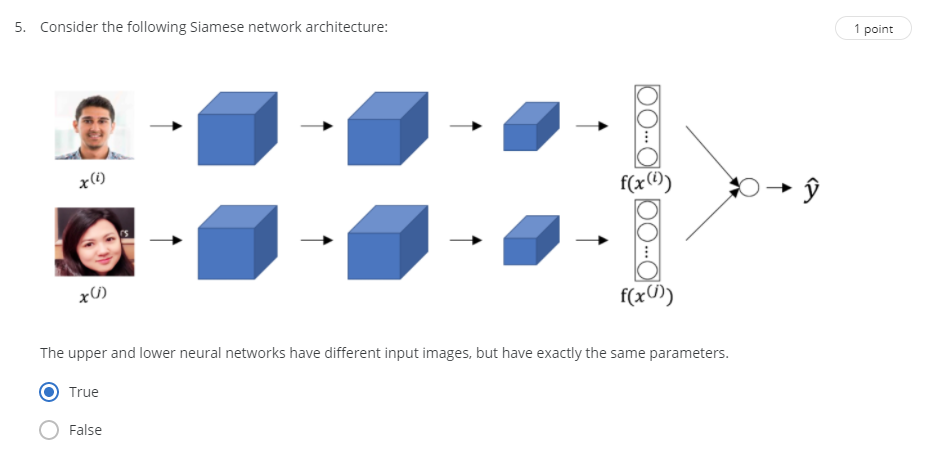 5. Consider the following Siamese network architecture:
1 point
x⁽ⁱ⁾
f(x⁽ⁱ⁾)
ŷ
x⁽ʲ⁾
f(x⁽ʲ⁾)
The upper and lower neural networks have different input images, but have exactly the same parameters.
True
False